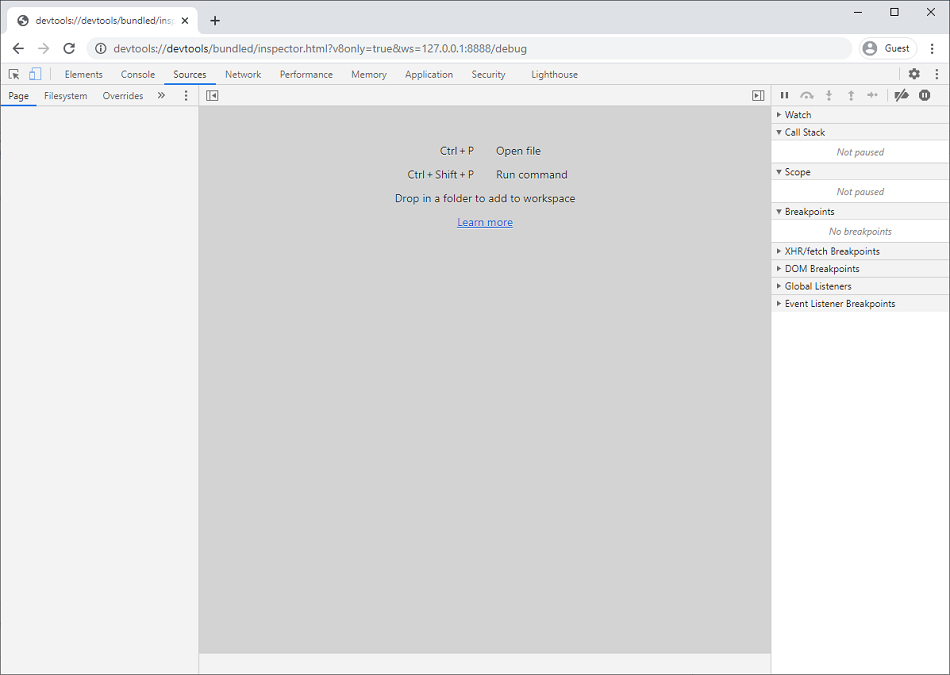 devtools://devtools/bundled/insp
devtools://devtools/bundled/inspector.html?v8only=true&ws=127.0.0.1:8888/debug
Guest
Elements Console Sources Network Performance Memory Application Security Lighthouse
Page Filesystem Overrides »
Ctrl + P Open file
Ctrl + Shift + P Run command
Drop in a folder to add to workspace
Learn more
Watch
Call Stack
Not paused
Scope
Not paused
Breakpoints
No breakpoints
XHR/fetch Breakpoints
DOM Breakpoints
Global Listeners
Event Listener Breakpoints